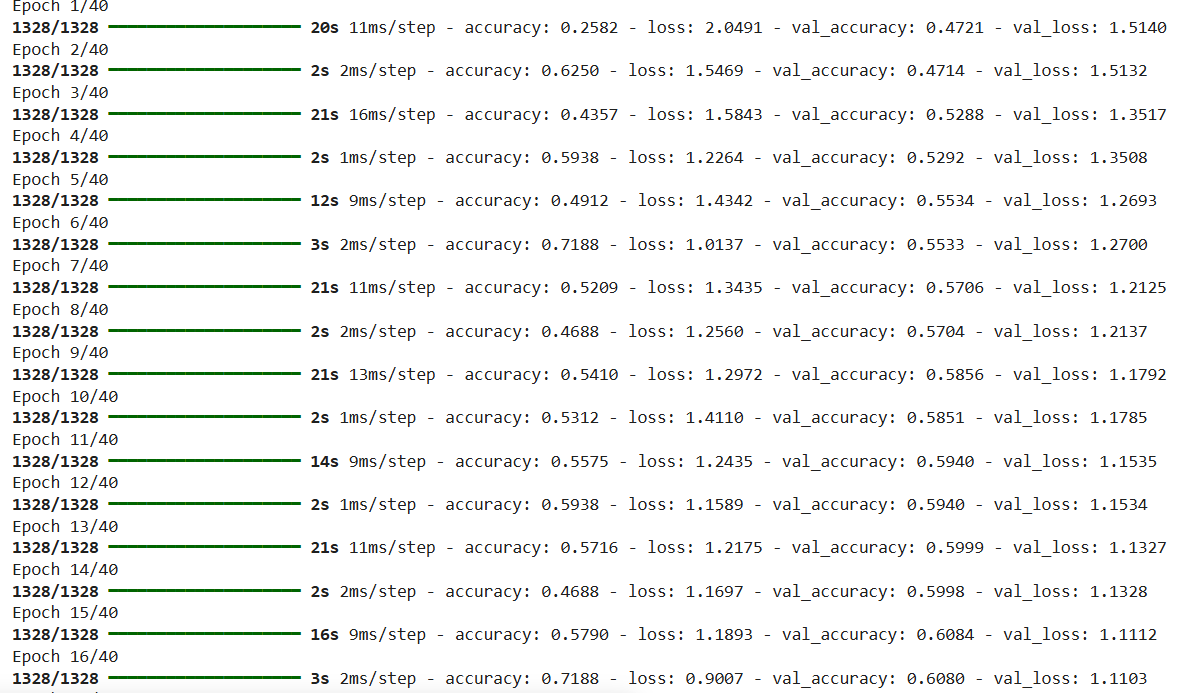 Epoch 1/40
1328/1328 20s 11ms/step - accuracy: 0.2582 - loss: 2.0491 - val_accuracy: 0.4721 - val_loss: 1.5140
Epoch 2/40
1328/1328 2s 2ms/step - accuracy: 0.6250 - loss: 1.5469 - val_accuracy: 0.4714 - val_loss: 1.5132
Epoch 3/40
1328/1328 21s 16ms/step - accuracy: 0.4357 - loss: 1.5843 - val_accuracy: 0.5288 - val_loss: 1.3517
Epoch 4/40
1328/1328 2s 1ms/step - accuracy: 0.5938 - loss: 1.2264 - val_accuracy: 0.5292 - val_loss: 1.3508
Epoch 5/40
1328/1328 12s 9ms/step - accuracy: 0.4912 - loss: 1.4342 - val_accuracy: 0.5534 - val_loss: 1.2693
Epoch 6/40
1328/1328 3s 2ms/step - accuracy: 0.7188 - loss: 1.0137 - val_accuracy: 0.5533 - val_loss: 1.2700
Epoch 7/40
1328/1328 21s 11ms/step - accuracy: 0.5209 - loss: 1.3435 - val_accuracy: 0.5706 - val_loss: 1.2125
Epoch 8/40
1328/1328 2s 2ms/step - accuracy: 0.4688 - loss: 1.2560 - val_accuracy: 0.5704 - val_loss: 1.2137
Epoch 9/40
1328/1328 21s 13ms/step - accuracy: 0.5410 - loss: 1.2972 - val_accuracy: 0.5856 - val_loss: 1.1792
Epoch 10/40
1328/1328 2s 1ms/step - accuracy: 0.5312 - loss: 1.4110 - val_accuracy: 0.5851 - val_loss: 1.1785
Epoch 11/40
1328/1328 14s 9ms/step - accuracy: 0.5575 - loss: 1.2435 - val_accuracy: 0.5940 - val_loss: 1.1535
Epoch 12/40
1328/1328 2s 1ms/step - accuracy: 0.5938 - loss: 1.1589 - val_accuracy: 0.5940 - val_loss: 1.1534
Epoch 13/40
1328/1328 21s 11ms/step - accuracy: 0.5716 - loss: 1.2175 - val_accuracy: 0.5999 - val_loss: 1.1327
Epoch 14/40
1328/1328 2s 2ms/step - accuracy: 0.4688 - loss: 1.1697 - val_accuracy: 0.5998 - val_loss: 1.1328
Epoch 15/40
1328/1328 16s 9ms/step - accuracy: 0.5790 - loss: 1.1893 - val_accuracy: 0.6084 - val_loss: 1.1112
Epoch 16/40
1328/1328 3s 2ms/step - accuracy: 0.7188 - loss: 0.9007 - val_accuracy: 0.6080 - val_loss: 1.1103